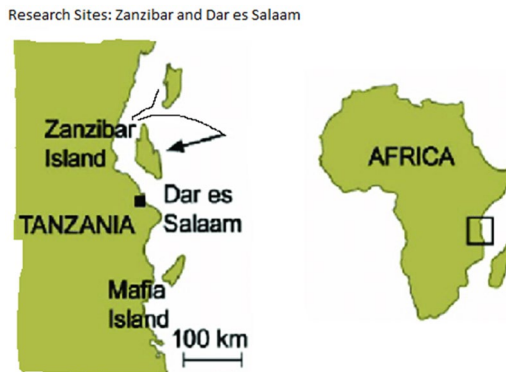 Research Sites: Zanzibar and Dar es Salaam
Zanzibar
Island
AFRICA
Dar es
Salaam
TANZANIA
Mafia
Island
100 km